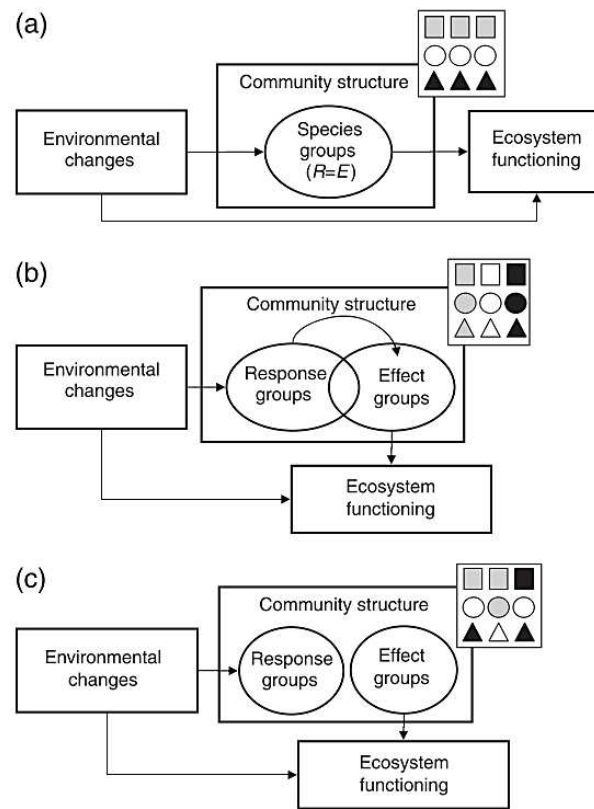 (a)
Community structure
Environmental
changes
Species
groups
(R=E)
Ecosystem
functioning
(b)
Community structure
Environmental
changes
Response
groups
Effect
groups
Ecosystem
functioning
(c)
Community structure
Environmental
changes
Response
groups
Effect
groups
Ecosystem
functioning